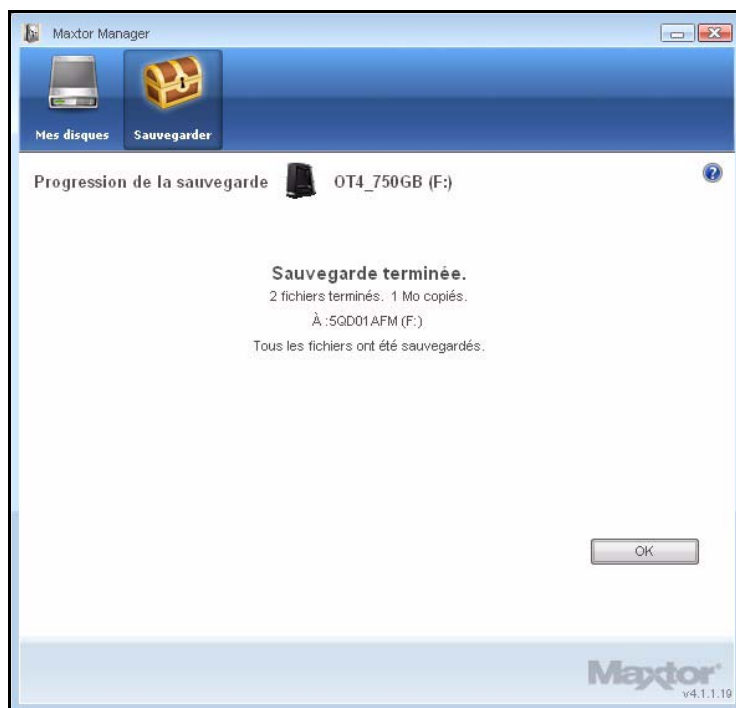 Maxtor Manager
Mes disques
Sauvegarder
Progression de la sauvegarde
OT4_750GB (F:)
Sauvegarde terminée.
2 fichiers terminés. 1 Mo copiés.
À :5QD01AFM (F:)
Tous les fichiers ont été sauvegardés.
OK
Maxtor
v4.1.1.19